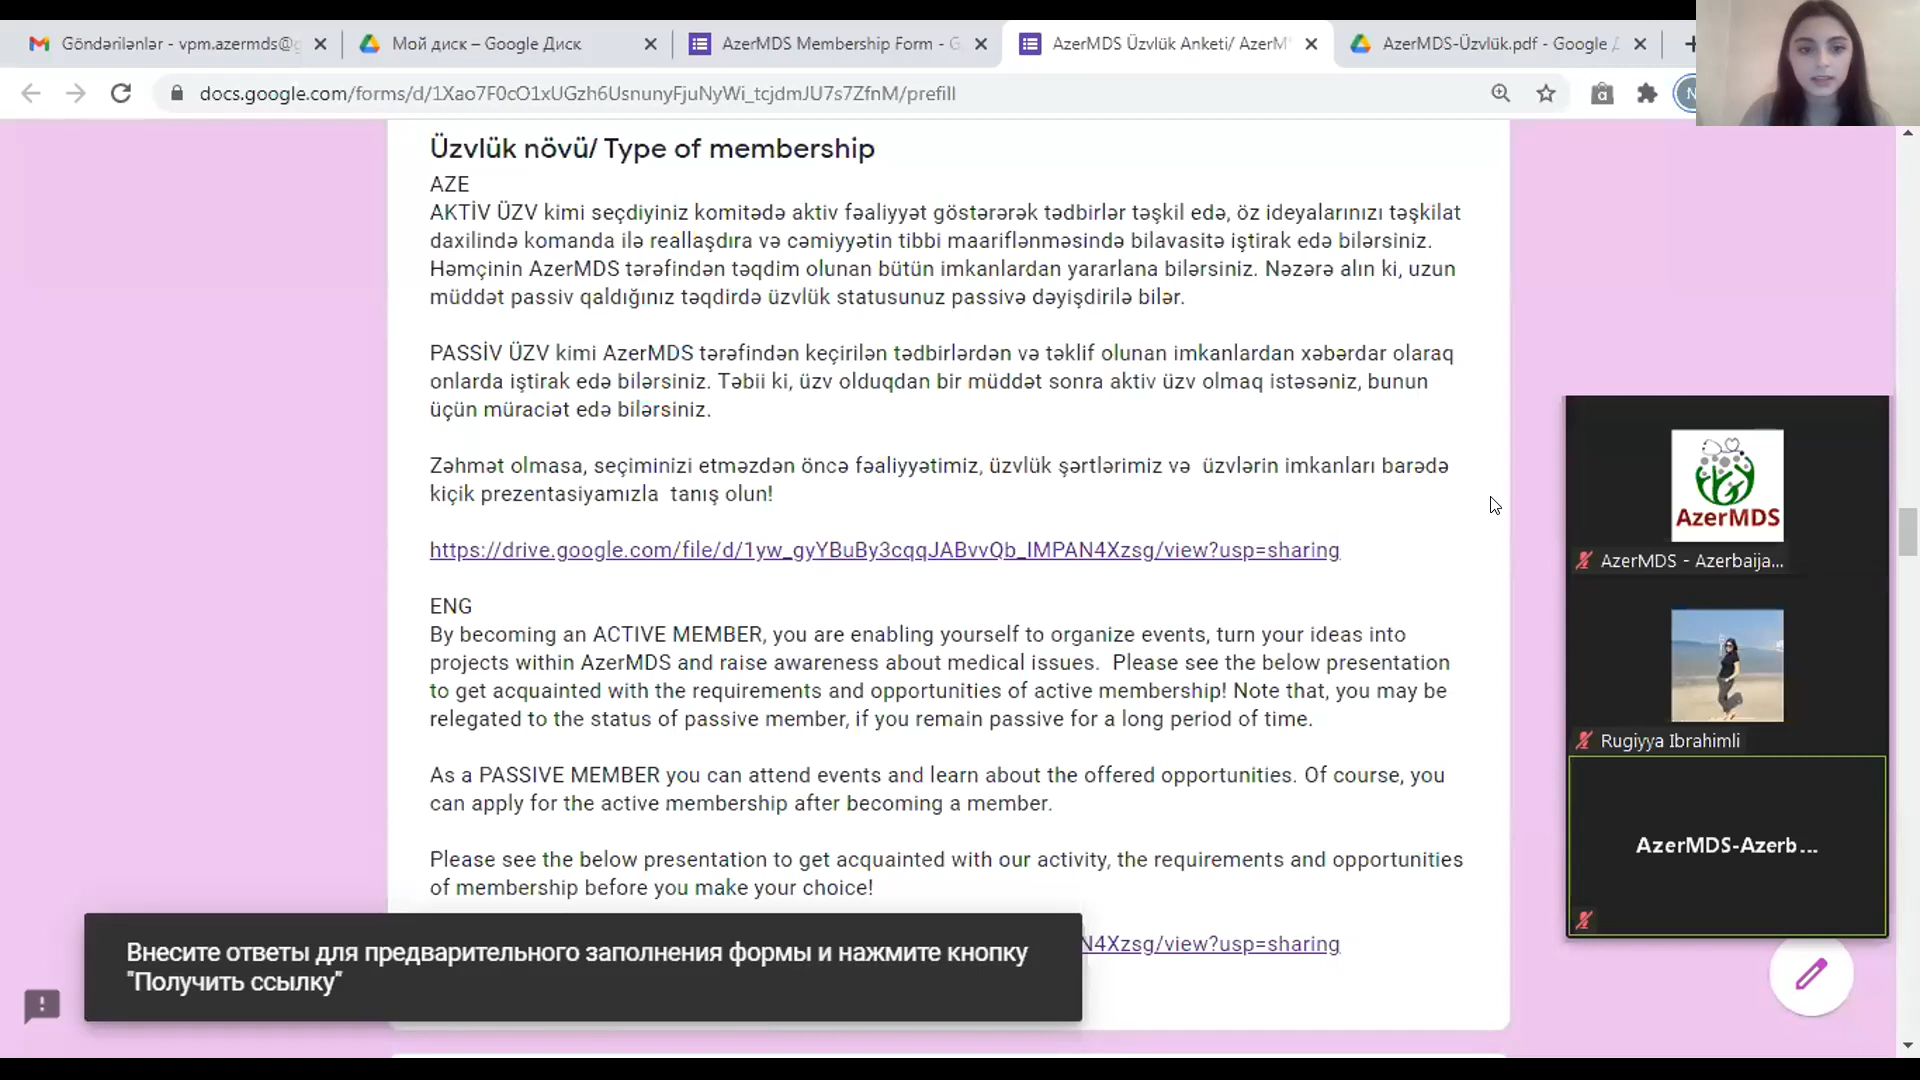 Göndərilənlər - vpm.azermds@
Мой диск – Google Диск
AzerMDS Membership Form - G
AzerMDS Üzvlük Anketi/ AzerM
AzerMDS-Üzvlük.pdf - Google
docs.google.com/forms/d/1Xao7F0cO1xUGzh6UsnunyFjuNyWi_tcjdmJU7s7ZfnM/prefill
Üzvlük növü/ Type of membership
AZE
AKTİV ÜZV kimi seçdiyiniz komitədə aktiv fəaliyyət göstərərək tədbirlər təşkil edə, öz ideyalarınızı təşkilat
daxilində komanda ilə reallaşdıra və cəmiyyətin tibbi maariflənməsində bilavasitə iştirak edə bilərsiniz.
Həmçinin AzerMDS tərəfindən təqdim olunan bütün imkanlardan yararlana bilərsiniz. Nəzərə alın ki, uzun
müddət passiv qaldığınız təqdirdə üzvlük statusunuz passivə dəyişdirilə bilər.
PASSİV ÜZV kimi AzerMDS tərəfindən keçirilən tədbirlərdən və təklif olunan imkanlardan xəbərdar olaraq
onlarda iştirak edə bilərsiniz. Təbii ki, üzv olduqdan bir müddət sonra aktiv üzv olmaq istəsəniz, bunun
üçün müraciət edə bilərsiniz.
Zəhmət olmasa, seçiminizi etməzdən öncə fəaliyyətimiz, üzvlük şərtlərimiz və  üzvlərin imkanları barədə
kiçik prezentasiyamızla  tanış olun!
https://drive.google.com/file/d/1yw_gyYBuBy3cqqJABvvQb_IMPAN4Xzsg/view?usp=sharing
ENG
By becoming an ACTIVE MEMBER, you are enabling yourself to organize events, turn your ideas into
projects within AzerMDS and raise awareness about medical issues.  Please see the below presentation
to get acquainted with the requirements and opportunities of active membership! Note that, you may be
relegated to the status of passive member, if you remain passive for a long period of time.
As a PASSIVE MEMBER you can attend events and learn about the offered opportunities. Of course, you
can apply for the active membership after becoming a member.
Please see the below presentation to get acquainted with our activity, the requirements and opportunities
of membership before you make your choice!
N4Xzsg/view?usp=sharing
Внесите ответы для предварительного заполнения формы и нажмите кнопку
"Получить ссылку"
AzerMDS
AzerMDS - Azerbaija...
Rugiyya Ibrahimli
AzerMDS-Azerb...